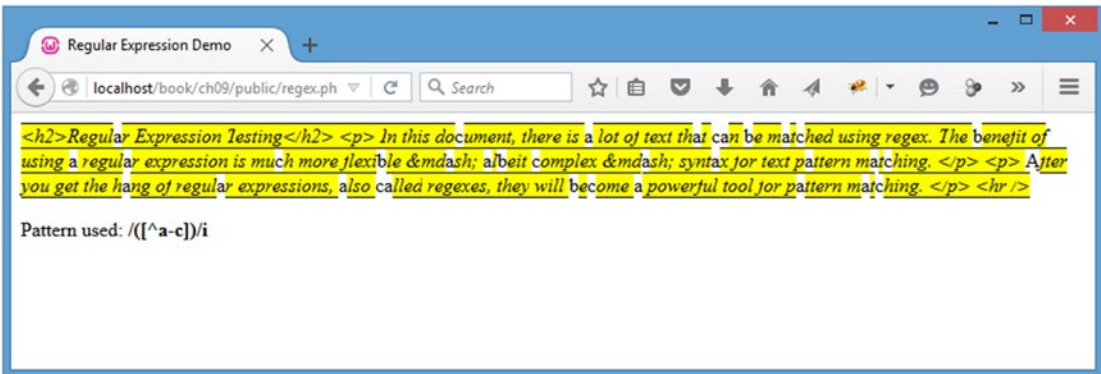 Regular Expression Demo
localhost/book/ch09/public/regex.ph
Search
<h2>Regular Expression Testing</h2> <p> In this document, there is a lot of text that can be matched using regex. The benefit of
using a regular expression is much more flexible &mdash; albeit complex &mdash; syntax for text pattern matching. </p> <p> After
you get the hang of regular expressions, also called regexes, they will become a powerful tool for pattern matching. </p> <hr />
Pattern used: /([^a-c])/i